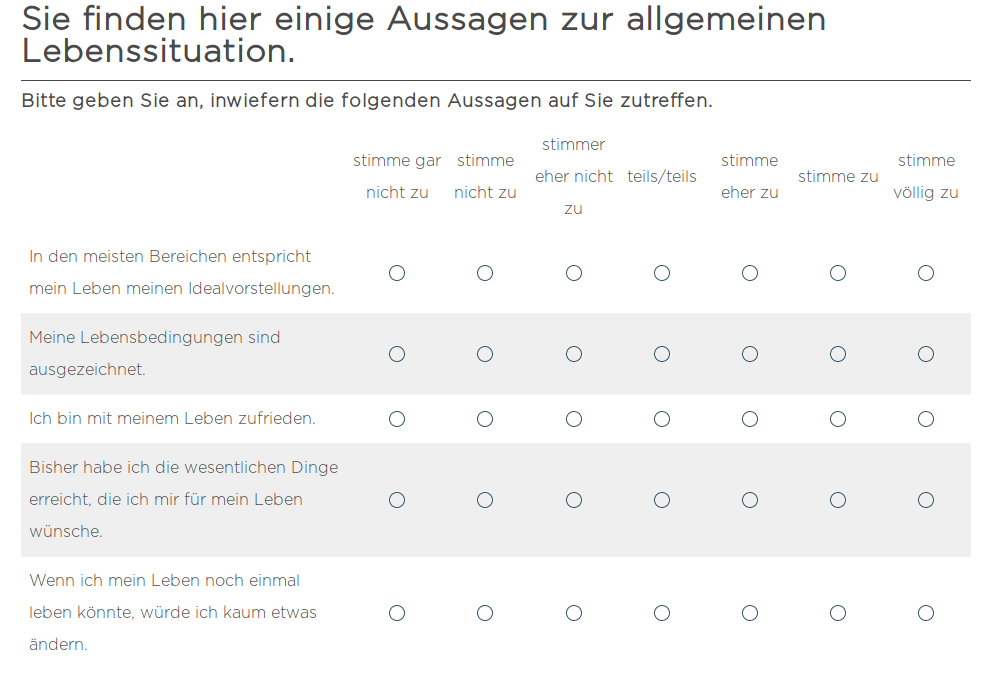 Sie finden hier einige Aussagen zur allgemeinen
Lebenssituation.
Bitte geben Sie an, inwiefern die folgenden Aussagen auf Sie zutreffen.
stimme gar
nicht zu
stimme
nicht zu
stimmer
eher nicht
zu
teils/teils
stimme
eher zu
stimme zu
stimme
völlig zu
In den meisten Bereichen entspricht
mein Leben meinen Idealvorstellungen.
Meine Lebensbedingungen sind
ausgezeichnet.
Ich bin mit meinem Leben zufrieden.
Bisher habe ich die wesentlichen Dinge
erreicht, die ich mir für mein Leben
wünsche.
Wenn ich mein Leben noch einmal
leben könnte, würde ich kaum etwas
ändern.